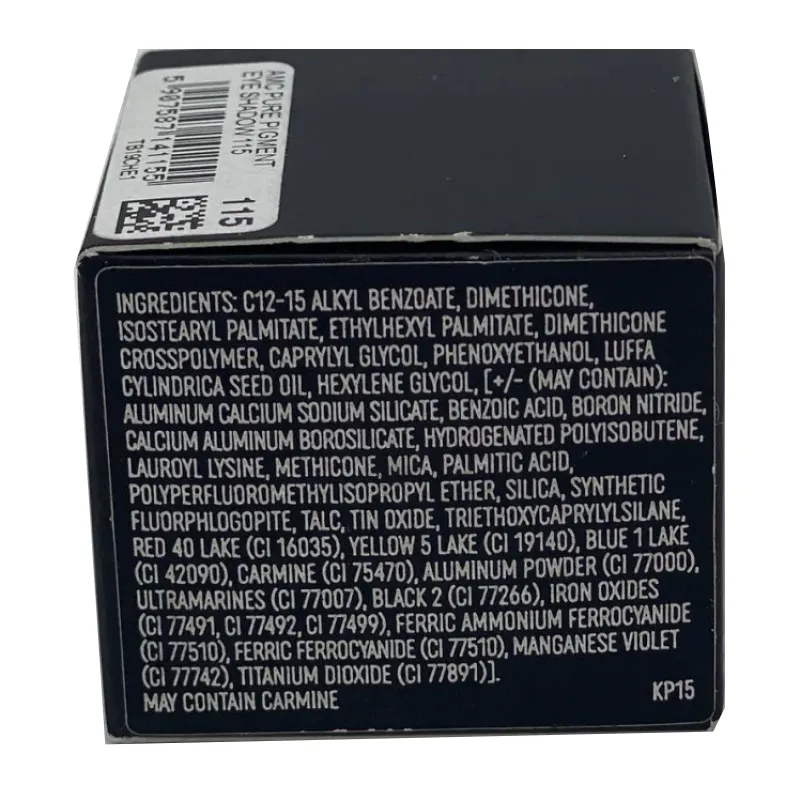 AMC PURE PIGMENT
EYE SHADOW 115
5 907587 141155
TB19CHE1
115
INGREDIENTS: C12-15 ALKYL BENZOATE, DIMETHICONE,
ISOSTEARYL PALMITATE, ETHYLHEXYL PALMITATE, DIMETHICONE
CROSSPOLYMER, CAPRYLYL GLYCOL, PHENOXYETHANOL, LUFFA
CYLINDRICA SEED OIL, HEXYLENE GLYCOL, [+/- (MAY CONTAIN):
ALUMINUM CALCIUM SODIUM SILICATE, BENZOIC ACID, BORON NITRIDE,
CALCIUM ALUMINUM BOROSILICATE, HYDROGENATED POLYISOBUTENE,
LAUROYL LYSINE, METHICONE, MICA, PALMITIC ACID,
POLYPERFLUOROMETHYLISOPROPYL ETHER, SILICA, SYNTHETIC
FLUORPHLOGOPITE, TALC, TIN OXIDE, TRIETHOXYCAPRYLYLSILANE,
RED 40 LAKE (CI 16035), YELLOW 5 LAKE (CI 19140), BLUE 1 LAKE
(CI 42090), CARMINE (CI 75470), ALUMINUM POWDER (CI 77000),
ULTRAMARINES (CI 77007), BLACK 2 (CI 77266), IRON OXIDES
(CI 77491, CI 77492, CI 77499), FERRIC AMMONIUM FERROCYANIDE
(CI 77510), FERRIC FERROCYANIDE (CI 77510), MANGANESE VIOLET
(CI 77742), TITANIUM DIOXIDE (CI 77891)].
MAY CONTAIN CARMINE
KP15